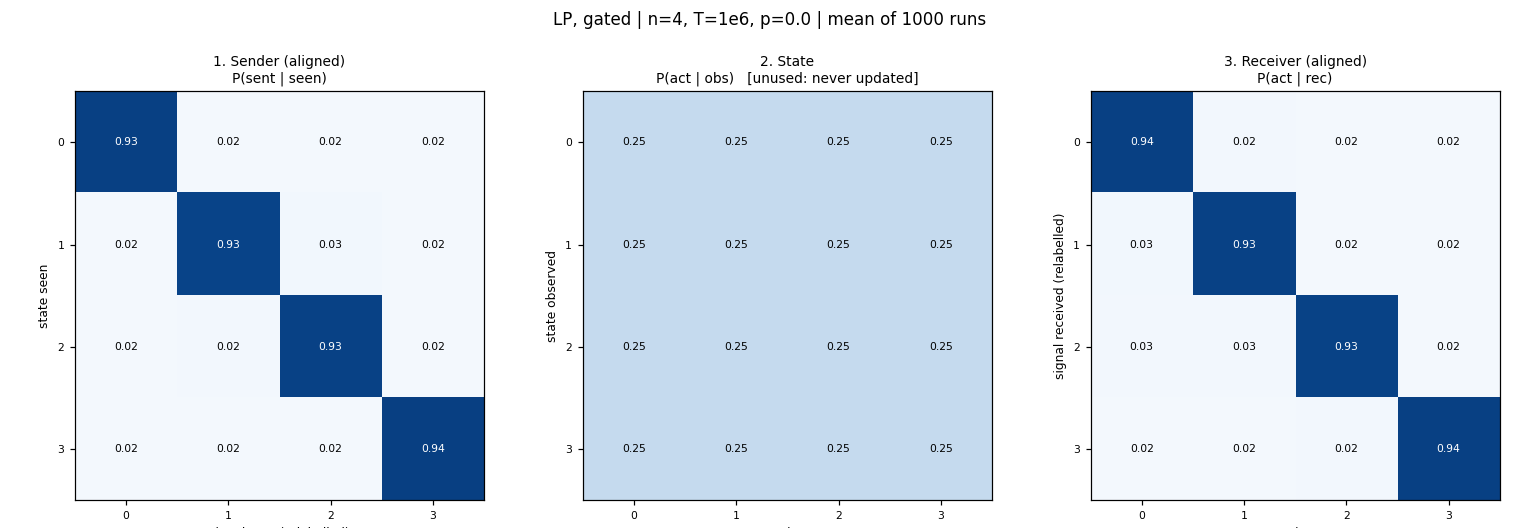 LP, gated | n=4, T=1e6, p=0.0 | mean of 1000 runs
1. Sender (aligned)
P(sent | seen)
state seen
0 0.93 0.02 0.02 0.02
1 0.02 0.93 0.03 0.02
2 0.02 0.02 0.93 0.02
3 0.02 0.02 0.02 0.94
0 1 2 3
2. State
P(act | obs) [unused: never updated]
state observed
0 0.25 0.25 0.25 0.25
1 0.25 0.25 0.25 0.25
2 0.25 0.25 0.25 0.25
3 0.25 0.25 0.25 0.25
0 1 2 3
3. Receiver (aligned)
P(act | rec)
signal received (relabelled)
0 0.94 0.02 0.02 0.02
1 0.03 0.93 0.02 0.02
2 0.03 0.03 0.93 0.02
3 0.02 0.02 0.02 0.94
0 1 2 3